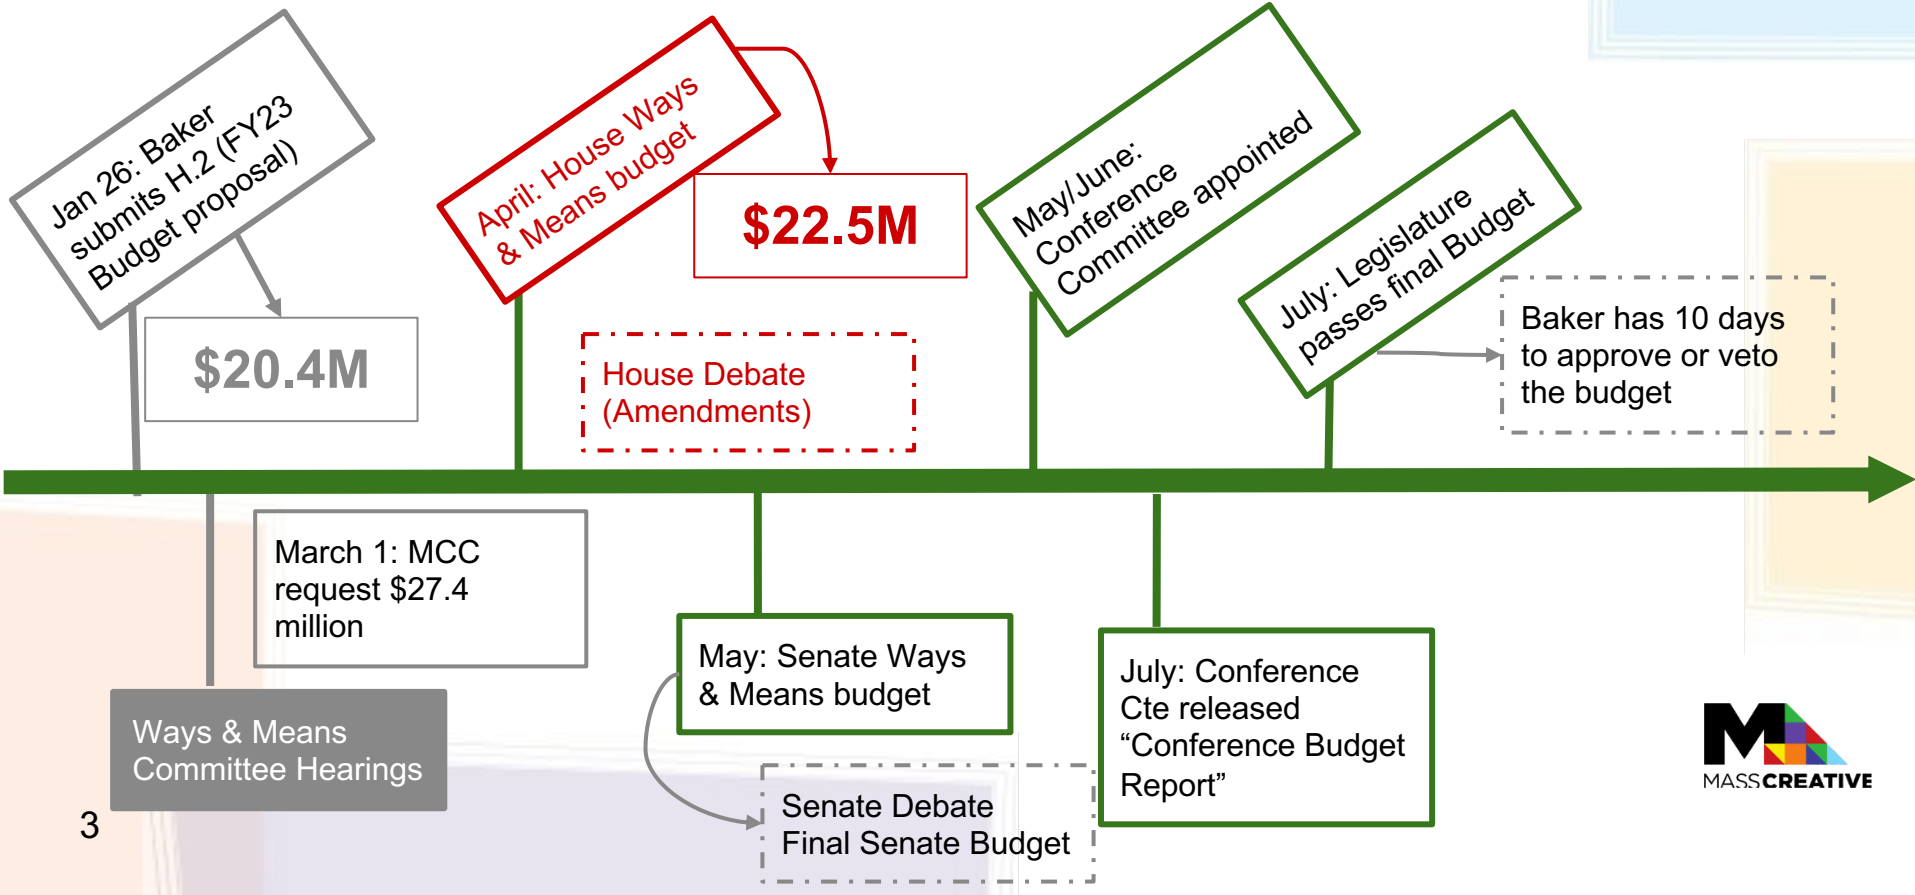 Jan 26: Baker
submits H.2 (FY23
Budget proposal)
$20.4M
April: House Ways
& Means budget
$22.5M
House Debate
(Amendments)
May/June:
Conference
Committee appointed
July: Legislature
passes final Budget
Baker has 10 days
to approve or veto
the budget
March 1: MCC
request $27.4
million
Ways & Means
Committee Hearings
May: Senate Ways
& Means budget
Senate Debate
Final Senate Budget
July: Conference
Cte released
“Conference Budget
Report”
MASSCREATIVE
3